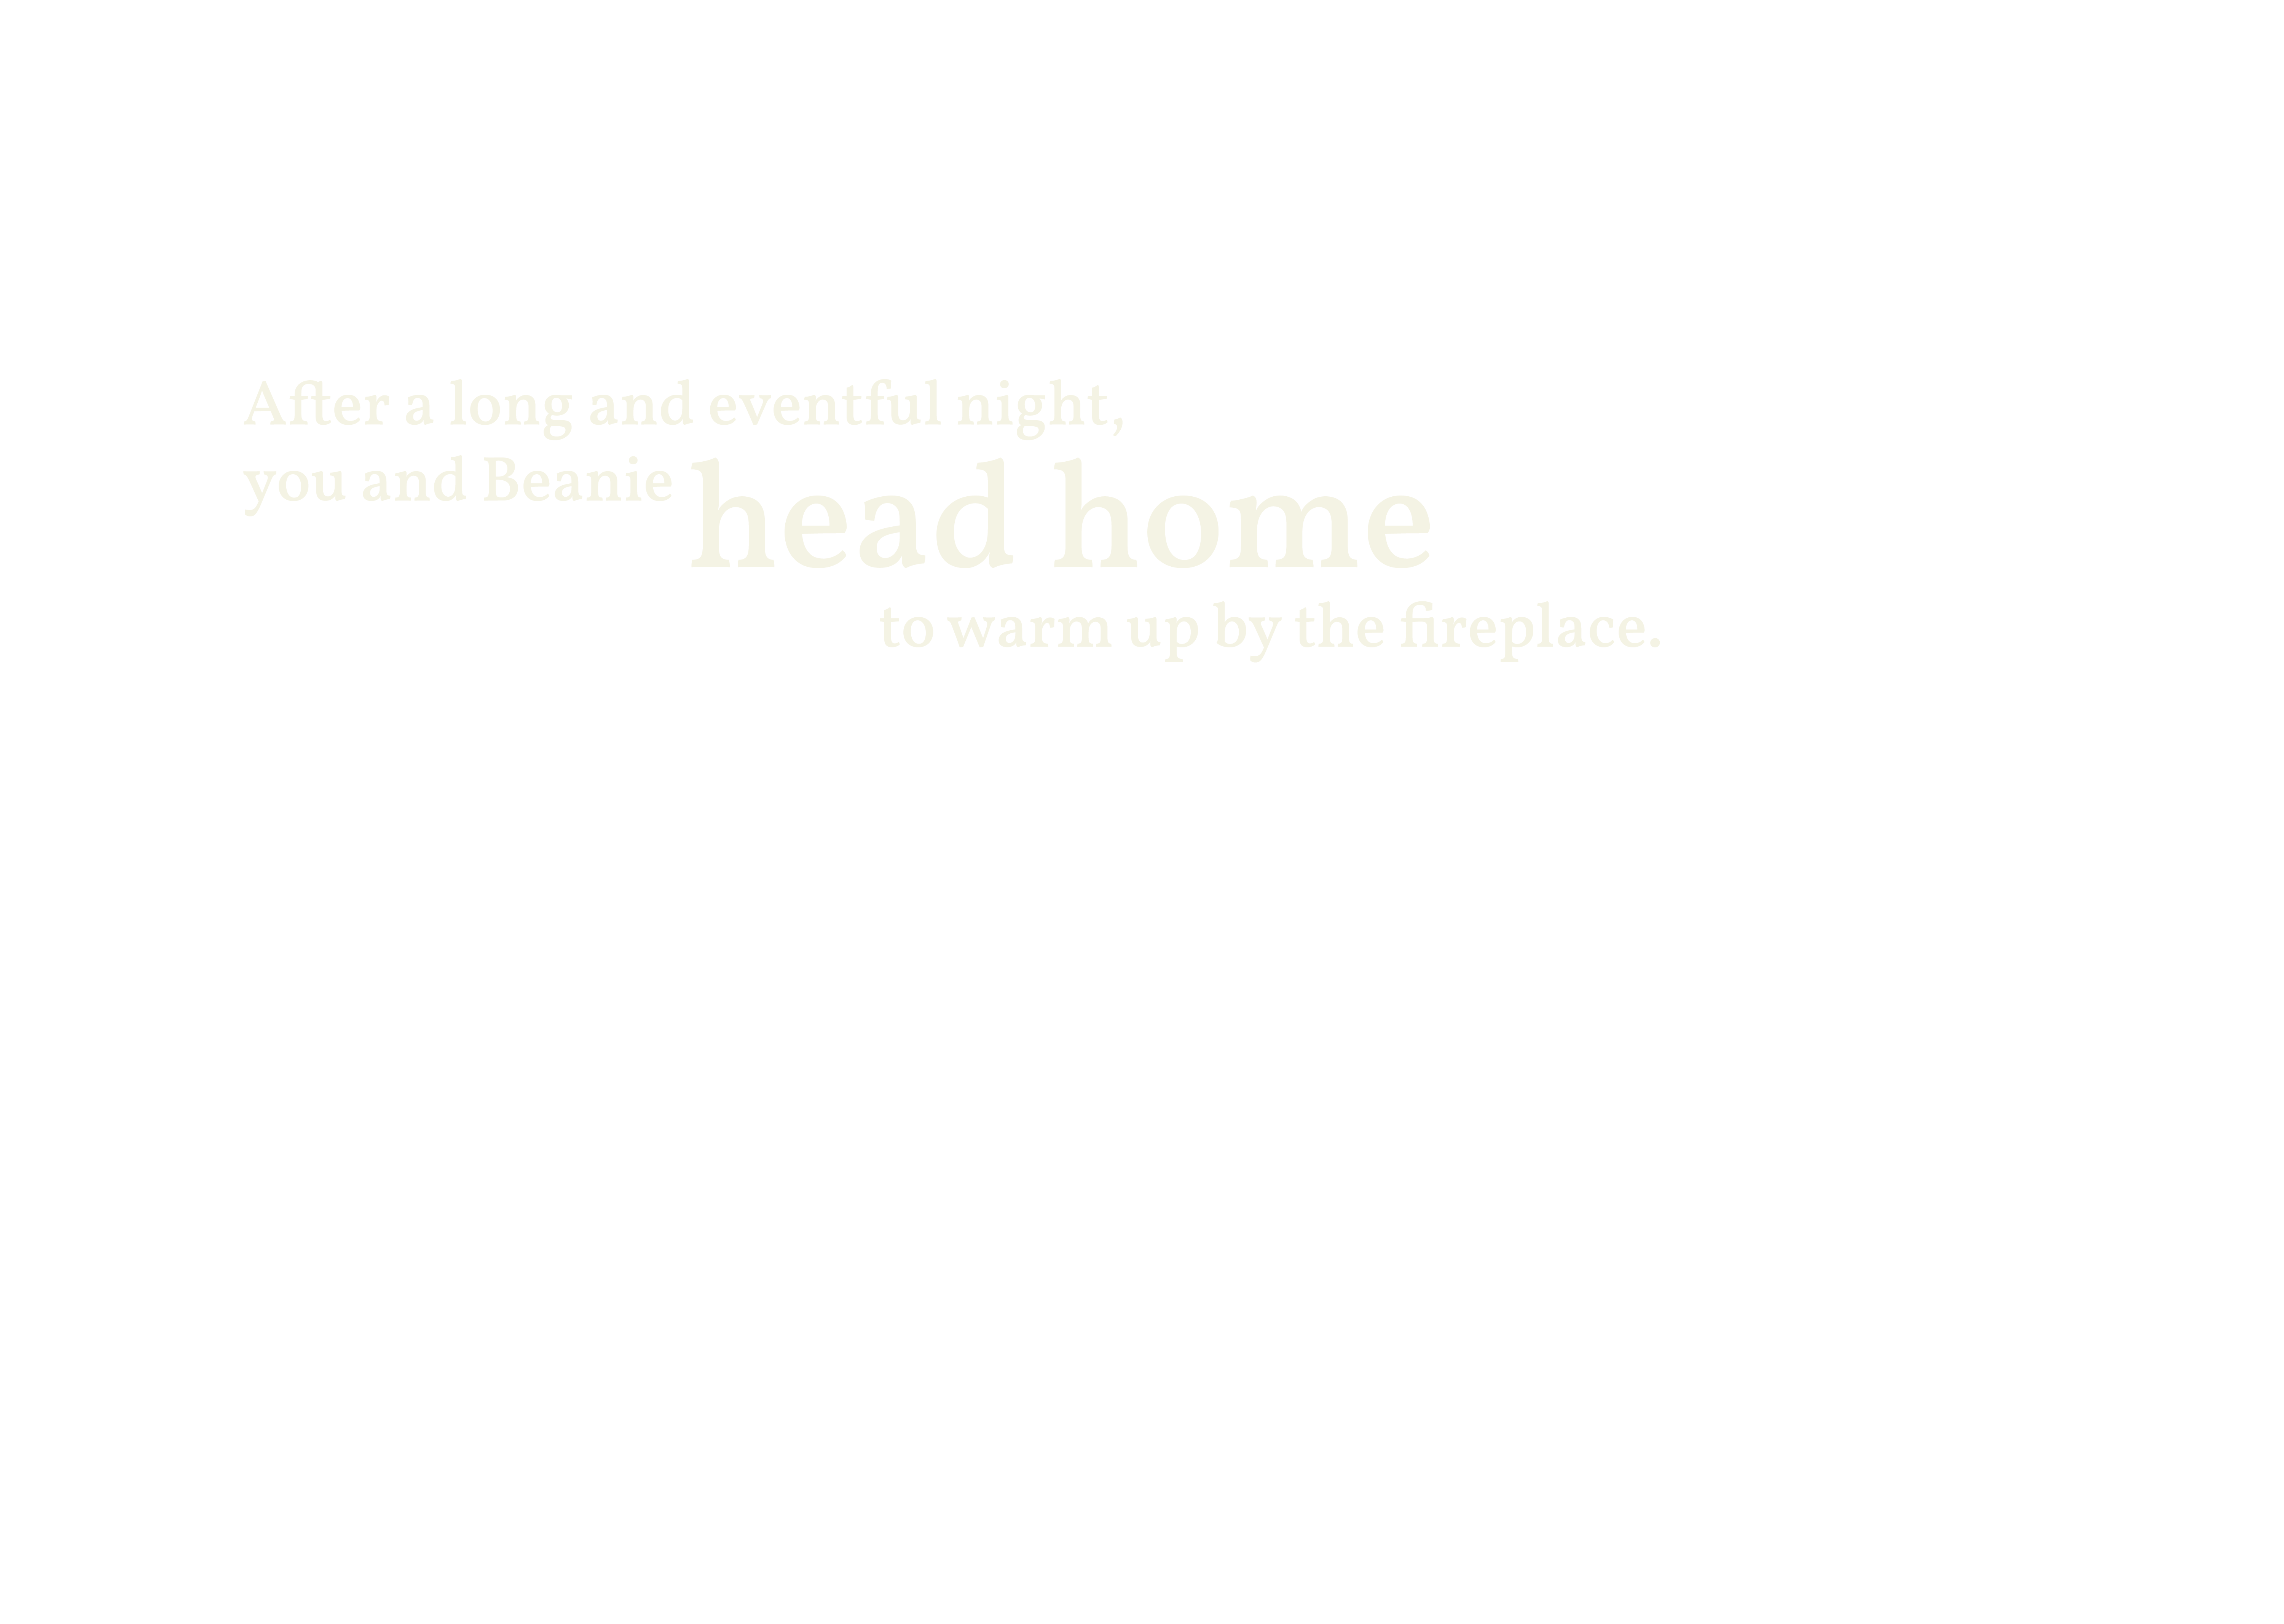 After a long and eventful night,
you and Beanie head home
to warm up by the fireplace.